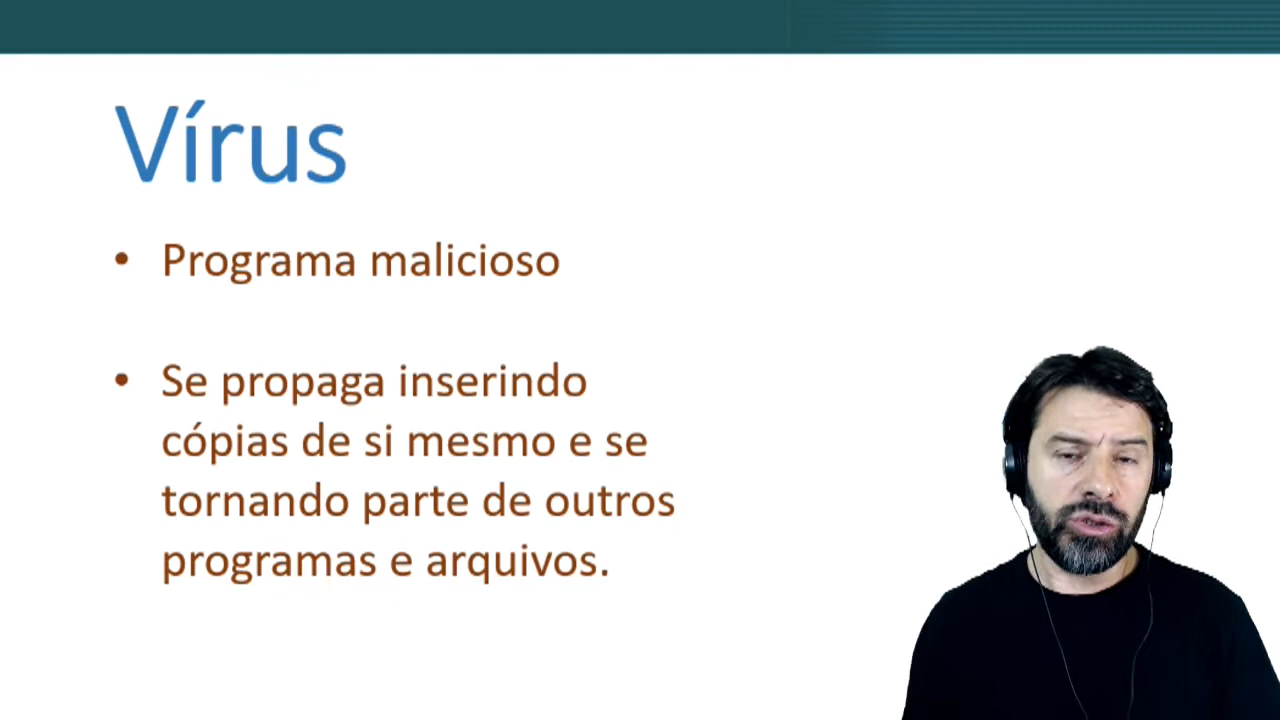 Vírus
• Programa malicioso
• Se propaga inserindo
cópias de si mesmo e se
tornando parte de outros
programas e arquivos.